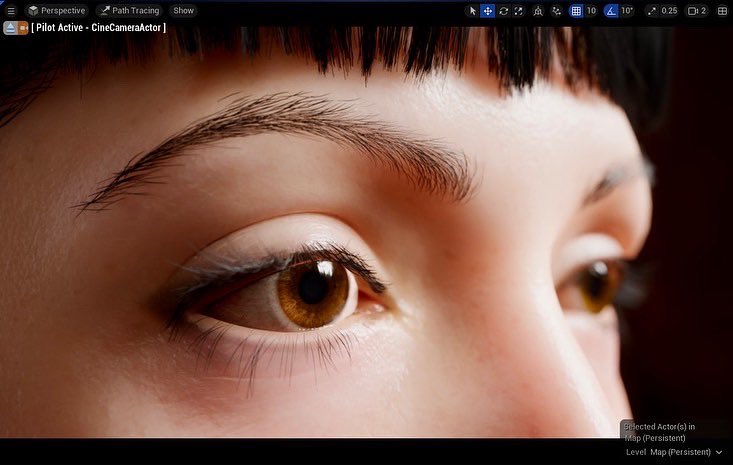 Perspective Path Tracing Show 10 10° 0.25 2
[ Pilot Active - CineCameraActor ]
Selected Actor(s) in
Map (Persistent)
Level Map (Persistent)